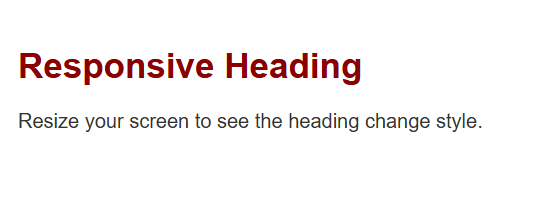 Responsive Heading
Resize your screen to see the heading change style.